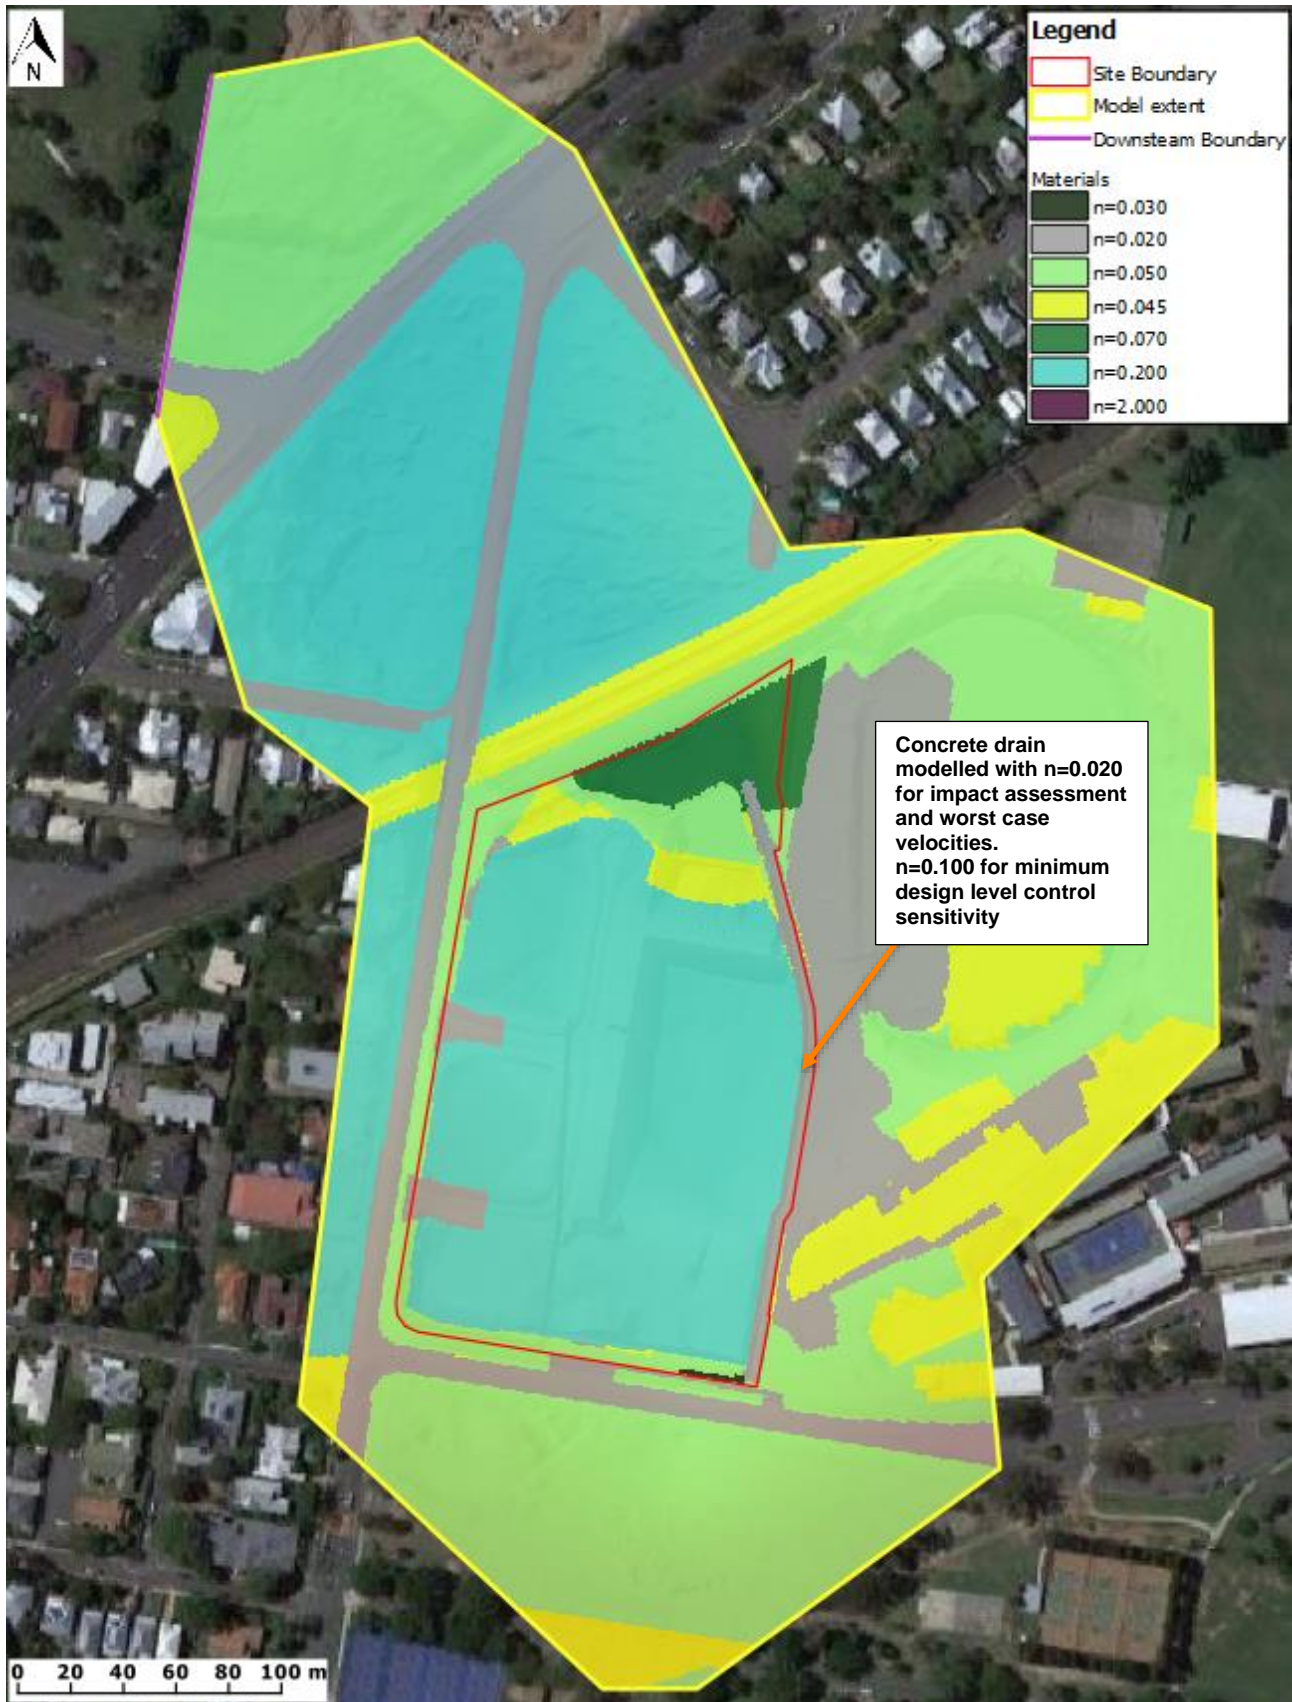 N
Legend
Site Boundary
Model extent
Downsteam Boundary
Materials
n=0.030
n=0.020
n=0.050
n=0.045
n=0.070
n=0.200
n=2.000
Concrete drain
modelled with n=0.020
for impact assessment
and worst case
velocities.
n=0.100 for minimum
design level control
sensitivity
0 20 40 60 80 100 m